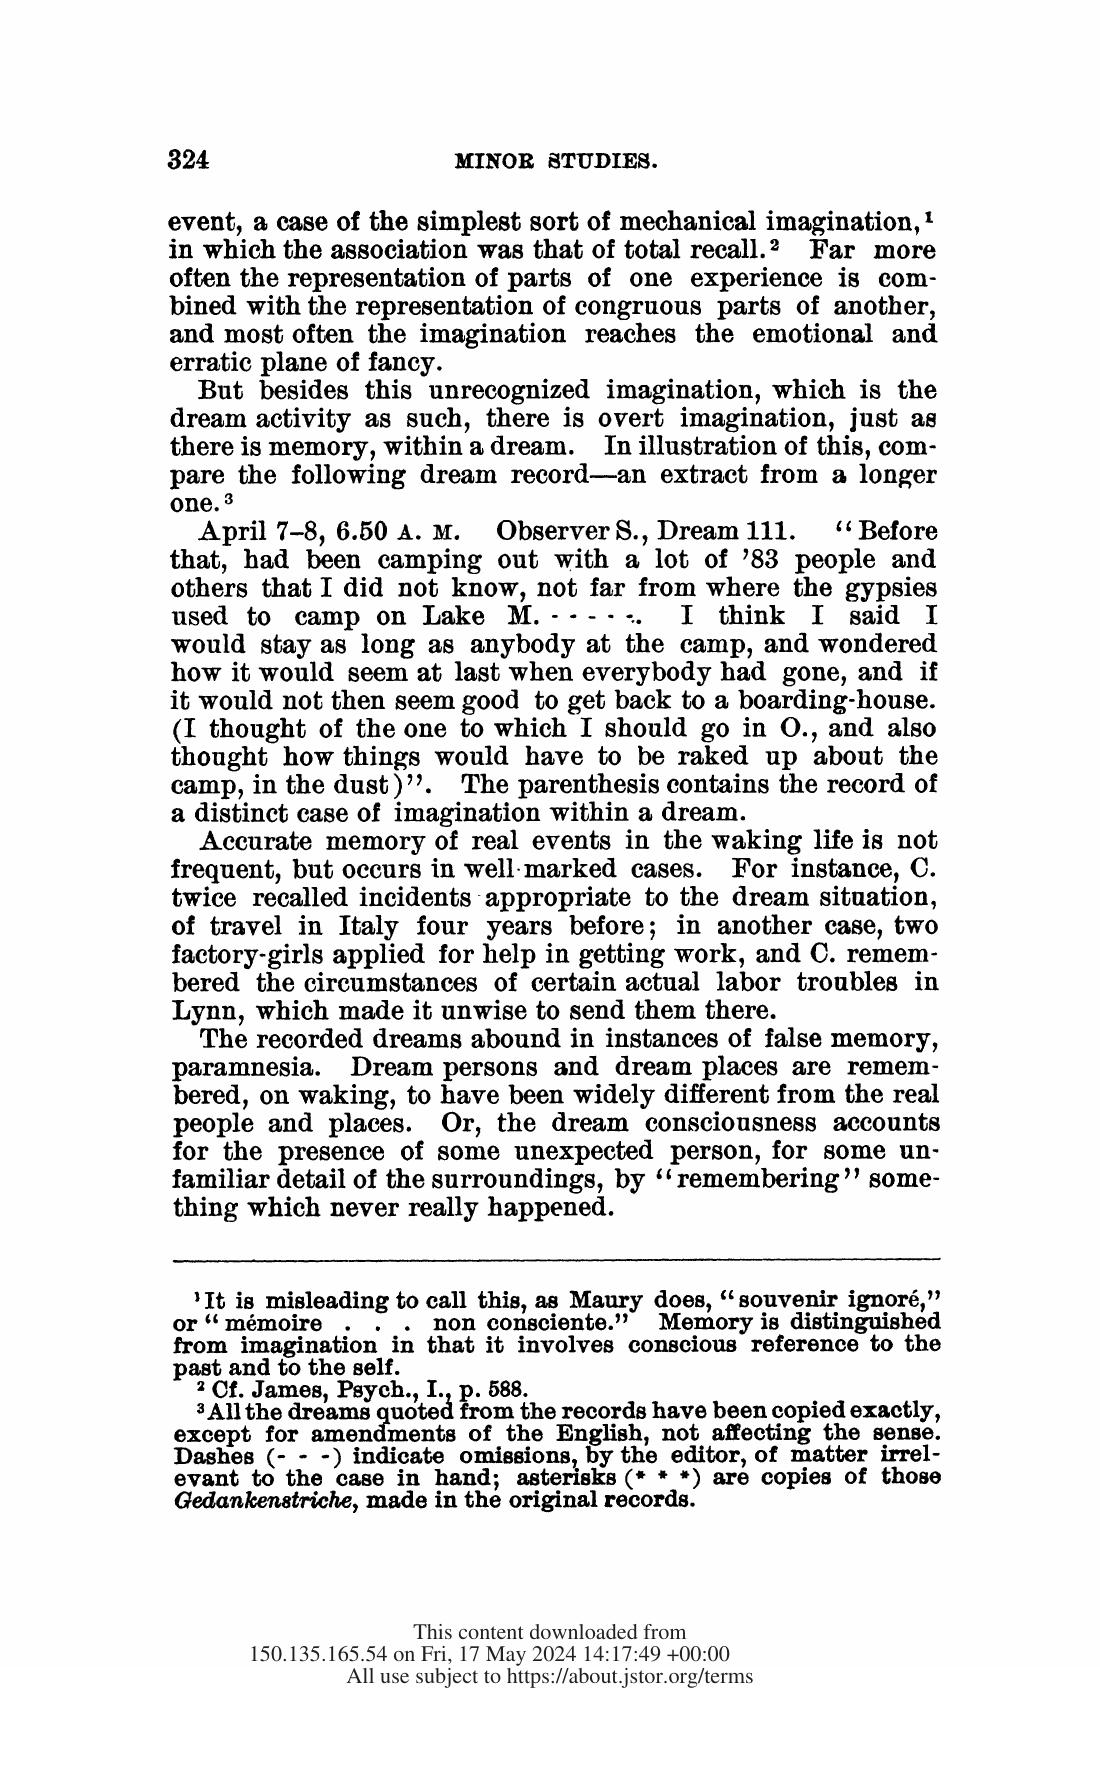 324 MINOR STUDIES.
event, a case of the simplest sort of mechanical imagination,¹
in which the association was that of total recall.² Far more
often the representation of parts of one experience is com-
bined with the representation of congruous parts of another,
and most often the imagination reaches the emotional and
erratic plane of fancy.
But besides this unrecognized imagination, which is the
dream activity as such, there is overt imagination, just as
there is memory, within a dream. In illustration of this, com-
pare the following dream record—an extract from a longer
one.³
April 7–8, 6.50 A. M. Observer S., Dream 111. “Before
that, had been camping out with a lot of ’83 people and
others that I did not know, not far from where the gypsies
used to camp on Lake M. - - - - -. I think I said I
would stay as long as anybody at the camp, and wondered
how it would seem at last when everybody had gone, and if
it would not then seem good to get back to a boarding-house.
(I thought of the one to which I should go in O., and also
thought how things would have to be raked up about the
camp, in the dust)”. The parenthesis contains the record of
a distinct case of imagination within a dream.
Accurate memory of real events in the waking life is not
frequent, but occurs in well-marked cases. For instance, C.
twice recalled incidents appropriate to the dream situation,
of travel in Italy four years before; in another case, two
factory-girls applied for help in getting work, and C. remem-
bered the circumstances of certain actual labor troubles in
Lynn, which made it unwise to send them there.
The recorded dreams abound in instances of false memory,
paramnesia. Dream persons and dream places are remem-
bered, on waking, to have been widely different from the real
people and places. Or, the dream consciousness accounts
for the presence of some unexpected person, for some un-
familiar detail of the surroundings, by “remembering” some-
thing which never really happened.
¹It is misleading to call this, as Maury does, “souvenir ignoré,”
or “mémoire . . . non consciente.” Memory is distinguished
from imagination in that it involves conscious reference to the
past and to the self.
² Cf. James, Psych., I., p. 588.
³All the dreams quoted from the records have been copied exactly,
except for amendments of the English, not affecting the sense.
Dashes (- - -) indicate omissions, by the editor, of matter irrel-
evant to the case in hand; asterisks (* * *) are copies of those
Gedankenstriche, made in the original records.
This content downloaded from
150.135.165.54 on Fri, 17 May 2024 14:17:49 +00:00
All use subject to https://about.jstor.org/terms